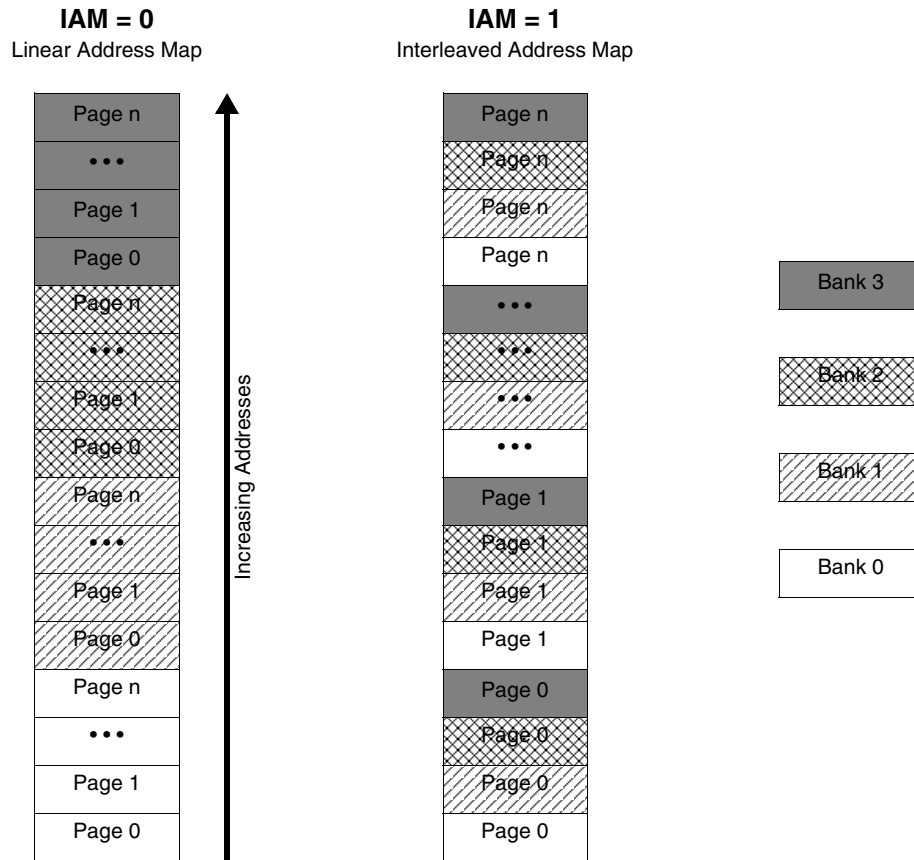 IAM = 0
Linear Address Map
Page n
•••
Page 1
Page 0
Page n
•••
Page 1
Page 0
Page n
•••
Page 1
Page 0
Page n
•••
Page 1
Page 0
Increasing Addresses
IAM = 1
Interleaved Address Map
Page n
Page n
Page n
Page n
•••
•••
•••
•••
Page 1
Page 1
Page 1
Page 1
Page 0
Page 0
Page 0
Page 0
Bank 3
Bank 2
Bank 1
Bank 0